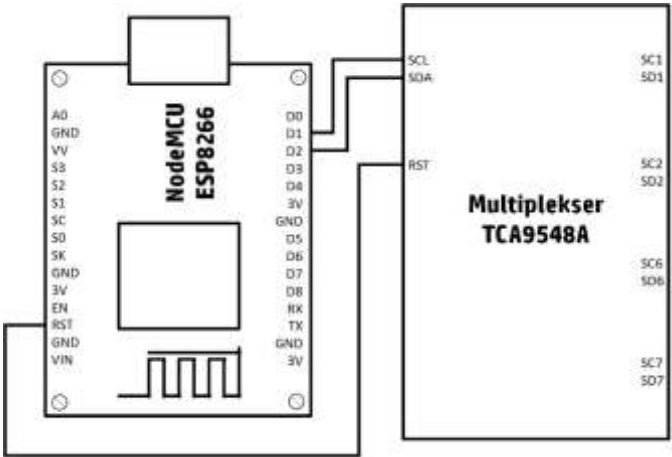 NodeMCU
ESP8266
A0
GND
VV
S3
S2
S1
SC
S0
SK
GND
3V
EN
RST
GND
VIN
D0
D1
D2
D3
D4
3V
GND
D5
D6
D7
D8
RX
TX
GND
3V
SCL
SDA
RST
Multiplekser
TCA9548A
SC1
SD1
SC2
SD2
SC6
SD6
SC7
SD7